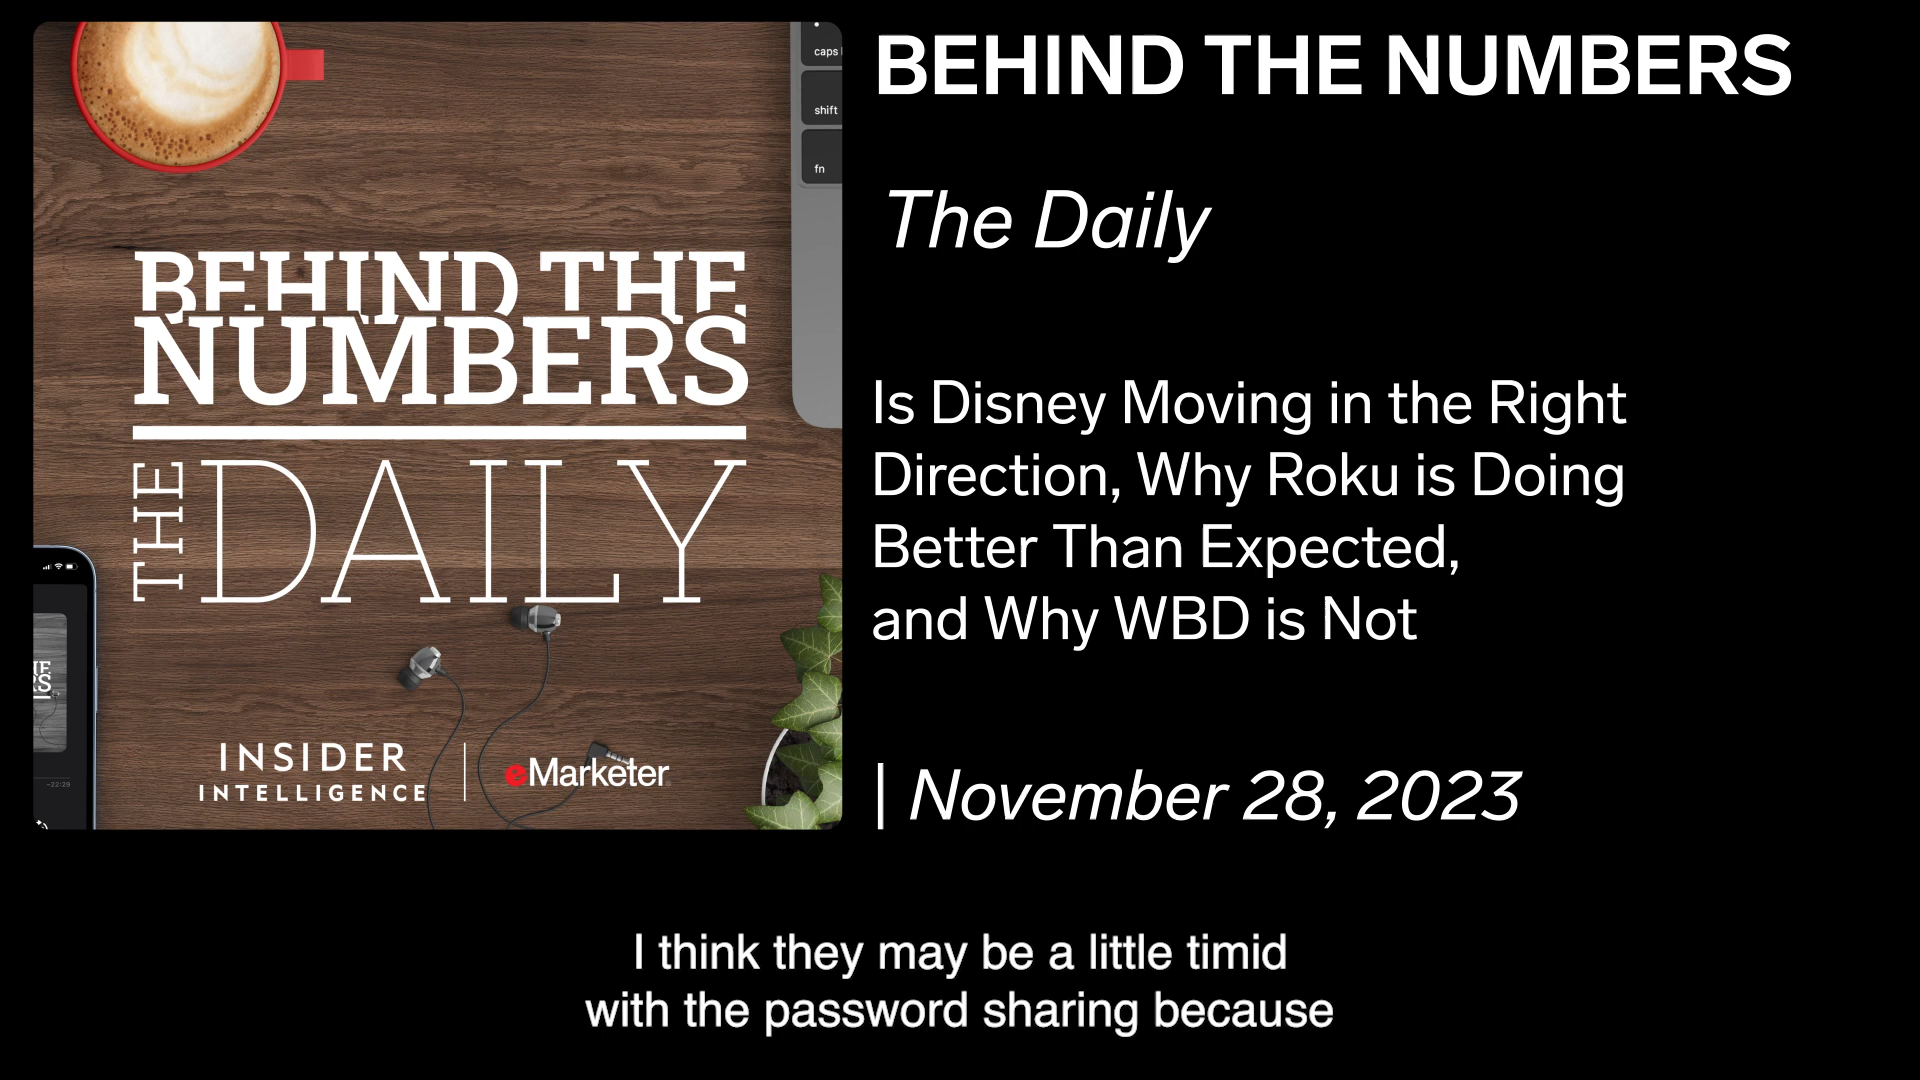 caps
shift
fn
BEHIND THE
NUMBERS
THE DAILY
INSIDER
INTELLIGENCE
eMarketer
-22:29
BEHIND THE NUMBERS
The Daily
Is Disney Moving in the Right
Direction, Why Roku is Doing
Better Than Expected,
and Why WBD is Not
| November 28, 2023
I think they may be a little timid
with the password sharing because